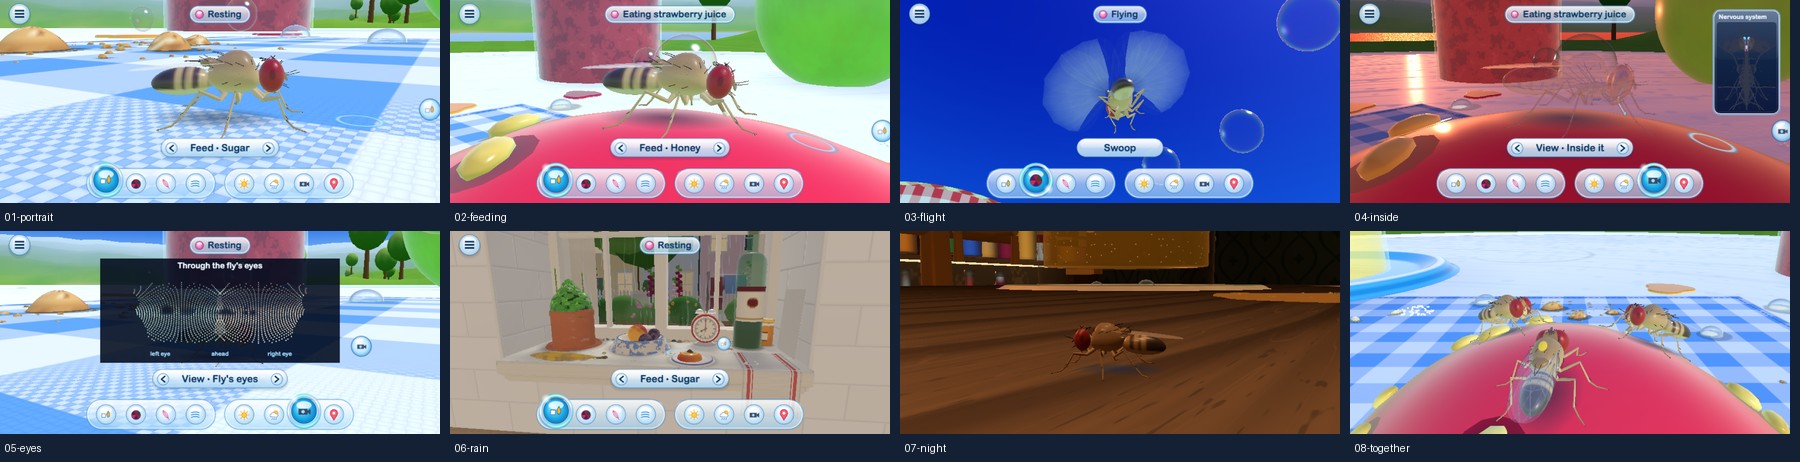 Resting
Feed · Sugar
01-portrait
Eating strawberry juice
Feed · Honey
02-feeding
Flying
Swoop
03-flight
Eating strawberry juice
Nervous system
View · Inside it
04-inside
Resting
Through the fly's eyes
left eye
ahead
right eye
View · Fly's eyes
05-eyes
Resting
Feed · Sugar
06-rain
07-night
08-together